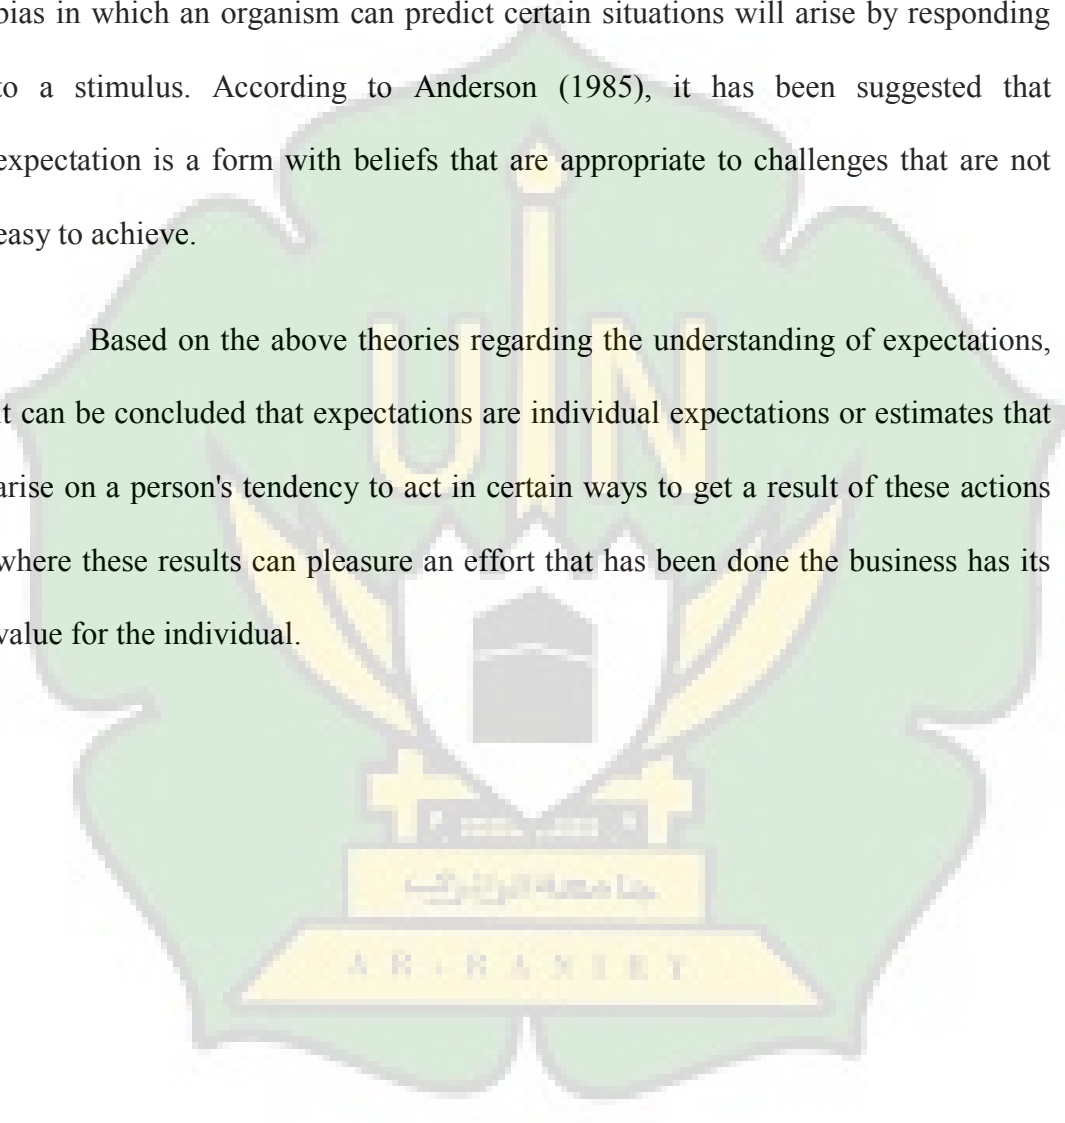 bias in which an organism can predict certain situations will arise by responding
to a stimulus. According to Anderson (1985), it has been suggested that
expectation is a form with beliefs that are appropriate to challenges that are not
easy to achieve.
Based on the above theories regarding the understanding of expectations,
it can be concluded that expectations are individual expectations or estimates that
arise on a person's tendency to act in certain ways to get a result of these actions
where these results can pleasure an effort that has been done the business has its
value for the individual.
UIN
جامعة الرانيري
AR-RANIRY